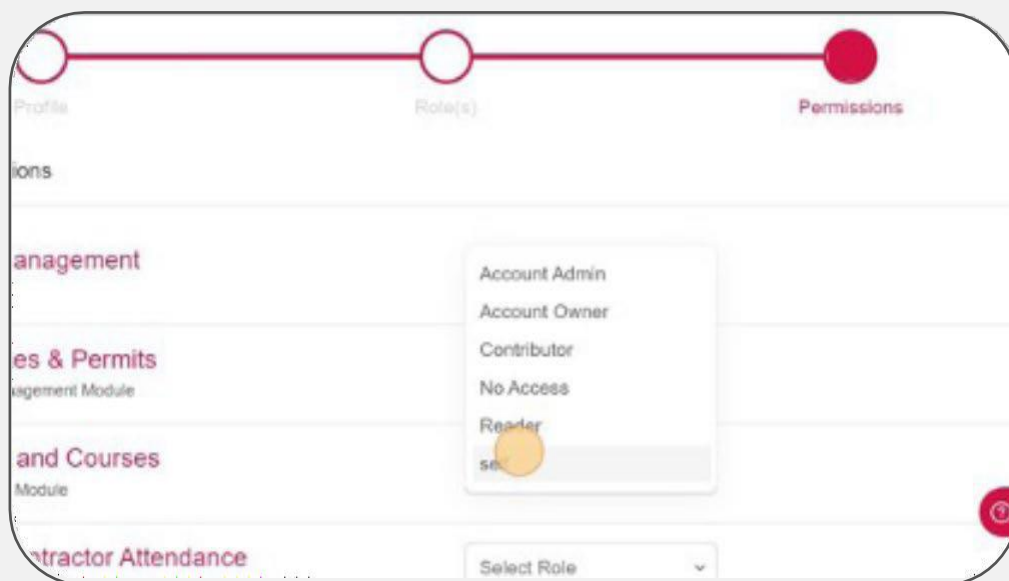 Profile
Role(s)
Permissions
ions
anagement
Account Admin
Account Owner
Contributor
es & Permits
agement Module
No Access
Reader
and Courses
Module
ntractor Attendance
Select Role